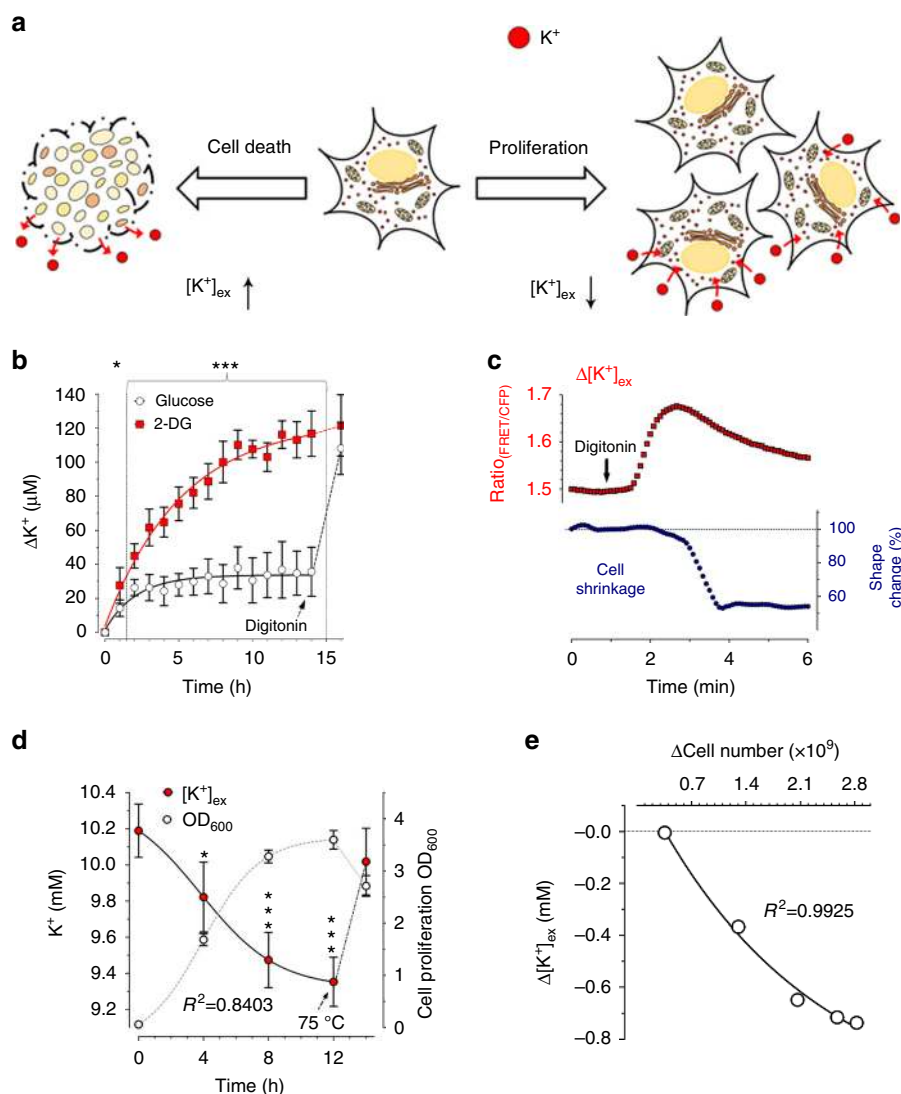 a
K+
Cell death
Proliferation
[K+]ex
[K+]ex
b
* ***
Glucose
2-DG
140
120
100
80
60
40
20
0
ΔK+ (μM)
Digitonin
0 5 10 15
Time (h)
c
Δ[K+]ex
1.7
1.6
1.5
Ratio(FRET/CFP)
Digitonin
100
80
60
Shape
change (%)
Cell
shrinkage
0 2 4 6
Time (min)
d
[K+]ex
OD600
10.4
10.2
10.0
9.8
9.6
9.4
9.2
K+ (mM)
4
3
2
1
0
Cell proliferation OD600
*
***
***
R2=0.8403
75 °C
0 4 8 12
Time (h)
e
ΔCell number (×109)
0.7 1.4 2.1 2.8
–0.0
–0.2
–0.4
–0.6
–0.8
Δ[K+]ex (mM)
R2=0.9925